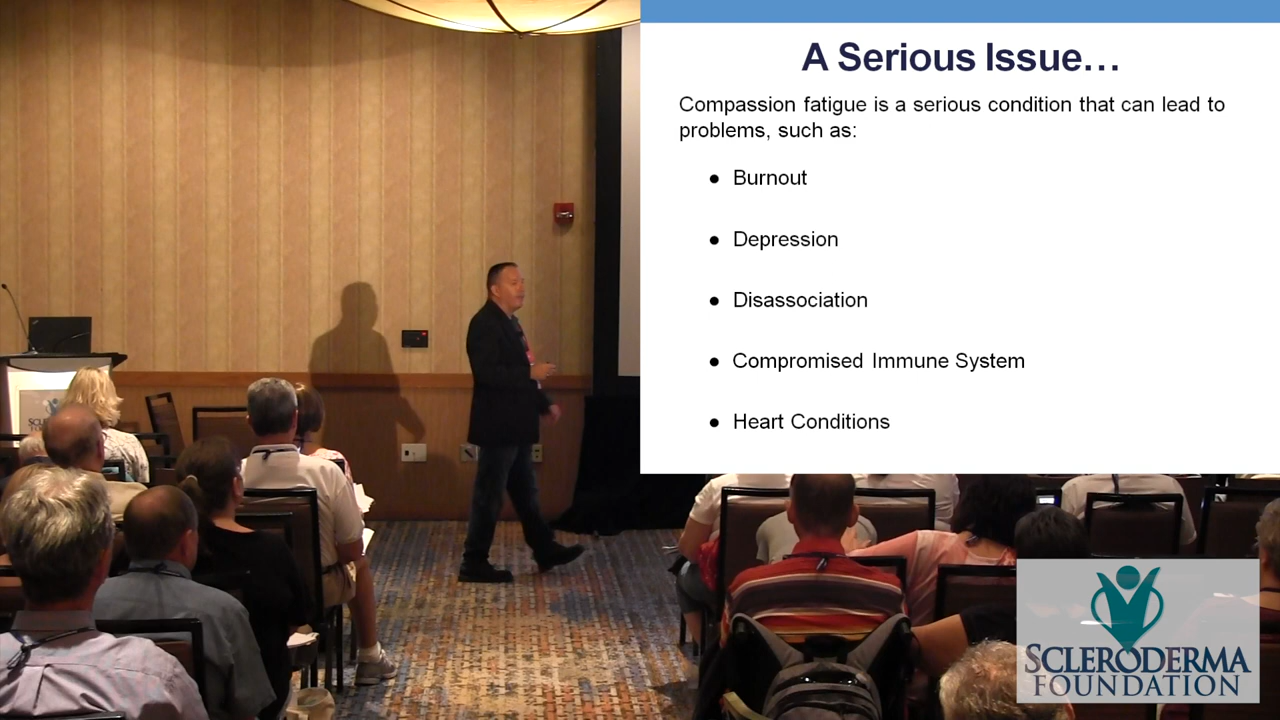 A Serious Issue…
Compassion fatigue is a serious condition that can lead to
problems, such as:
● Burnout
● Depression
● Disassociation
● Compromised Immune System
● Heart Conditions
SCLERODERMA
FOUNDATION